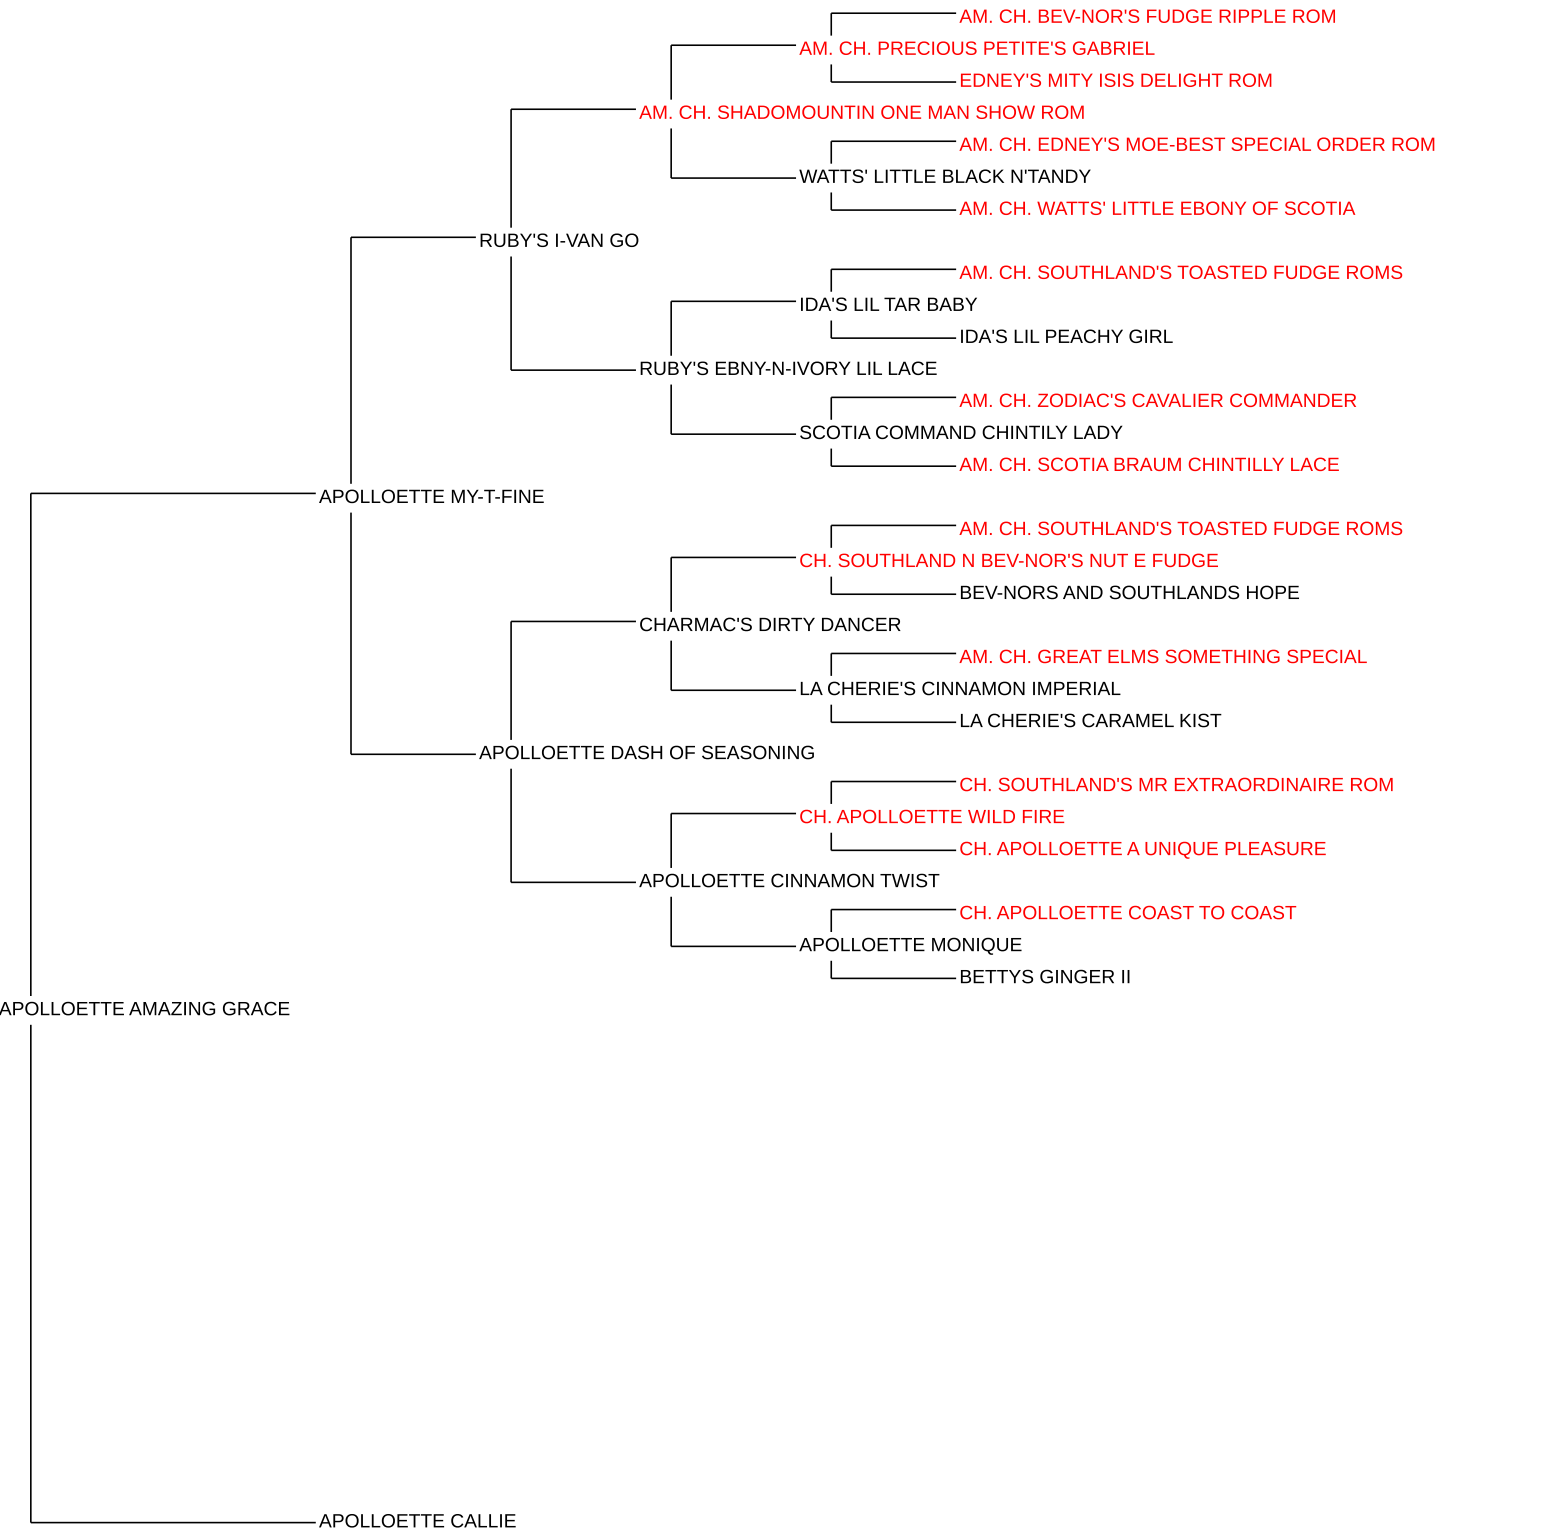 AM. CH. BEV-NOR'S FUDGE RIPPLE ROM
AM. CH. PRECIOUS PETITE'S GABRIEL
EDNEY'S MITY ISIS DELIGHT ROM
AM. CH. SHADOMOUNTIN ONE MAN SHOW ROM
AM. CH. EDNEY'S MOE-BEST SPECIAL ORDER ROM
WATTS' LITTLE BLACK N'TANDY
AM. CH. WATTS' LITTLE EBONY OF SCOTIA
RUBY'S I-VAN GO
AM. CH. SOUTHLAND'S TOASTED FUDGE ROMS
IDA'S LIL TAR BABY
IDA'S LIL PEACHY GIRL
RUBY'S EBNY-N-IVORY LIL LACE
AM. CH. ZODIAC'S CAVALIER COMMANDER
SCOTIA COMMAND CHINTILY LADY
AM. CH. SCOTIA BRAUM CHINTILLY LACE
APOLLOETTE MY-T-FINE
AM. CH. SOUTHLAND'S TOASTED FUDGE ROMS
CH. SOUTHLAND N BEV-NOR'S NUT E FUDGE
BEV-NORS AND SOUTHLANDS HOPE
CHARMAC'S DIRTY DANCER
AM. CH. GREAT ELMS SOMETHING SPECIAL
LA CHERIE'S CINNAMON IMPERIAL
LA CHERIE'S CARAMEL KIST
APOLLOETTE DASH OF SEASONING
CH. SOUTHLAND'S MR EXTRAORDINAIRE ROM
CH. APOLLOETTE WILD FIRE
CH. APOLLOETTE A UNIQUE PLEASURE
APOLLOETTE CINNAMON TWIST
CH. APOLLOETTE COAST TO COAST
APOLLOETTE MONIQUE
BETTYS GINGER II
APOLLOETTE AMAZING GRACE
APOLLOETTE CALLIE